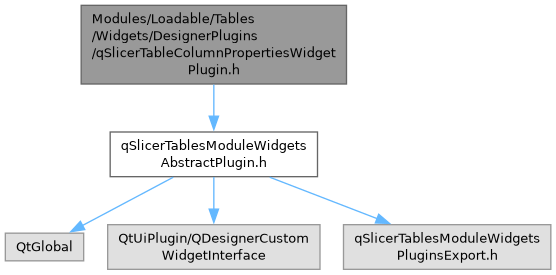 Modules/Loadable/Tables
/Widgets/DesignerPlugins
/qSlicerTableColumnPropertiesWidget
Plugin.h
qSlicerTablesModuleWidgets
AbstractPlugin.h
QtGlobal
QtUiPlugin/QDesignerCustom
WidgetInterface
qSlicerTablesModuleWidgets
PluginsExport.h